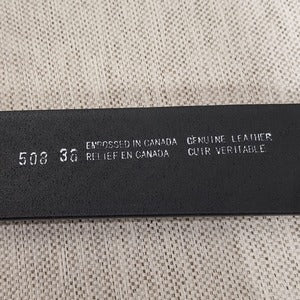 508 36 EMBOSSED IN CANADA GENUINE LEATHER
RELIEF EN CANADA CUIR VERITABLE